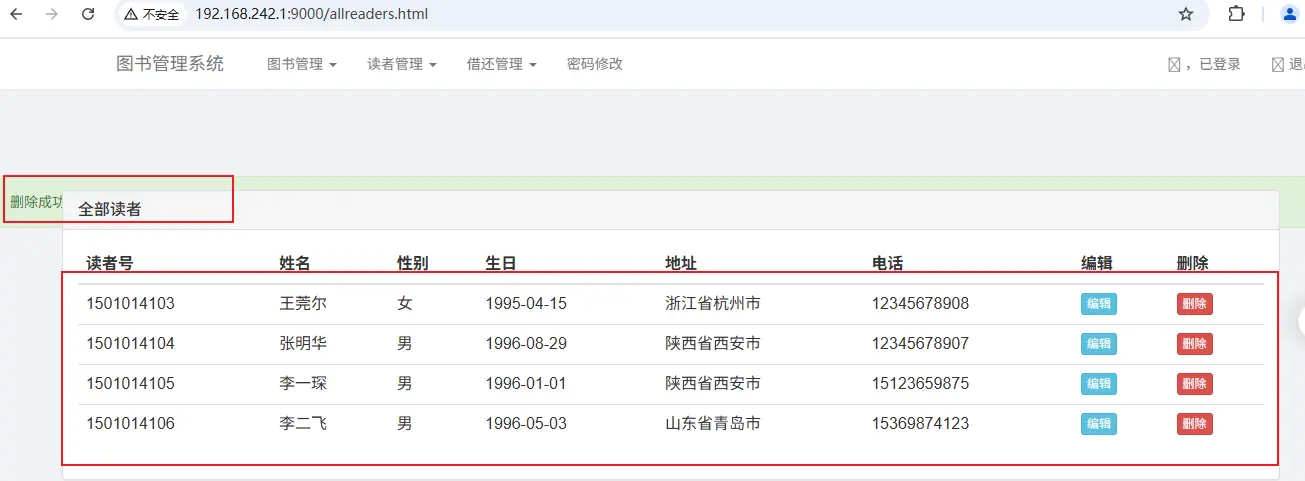 不安全 192.168.242.1:9000/allreaders.html
图书管理系统 图书管理 读者管理 借还管理 密码修改 ，已登录 退
删除成功
全部读者
读者号 姓名 性别 生日 地址 电话 编辑 删除
1501014103 王莞尔 女 1995-04-15 浙江省杭州市 12345678908 编辑 删除
1501014104 张明华 男 1996-08-29 陕西省西安市 12345678907 编辑 删除
1501014105 李一琛 男 1996-01-01 陕西省西安市 15123659875 编辑 删除
1501014106 李二飞 男 1996-05-03 山东省青岛市 15369874123 编辑 删除